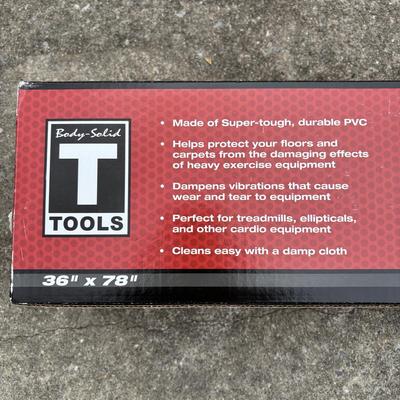 Body-Solid
T
TOOLS
• Made of Super-tough, durable PVC
• Helps protect your floors and
carpets from the damaging effects
of heavy exercise equipment
• Dampens vibrations that cause
wear and tear to equipment
• Perfect for treadmills, ellipticals,
and other cardio equipment
• Cleans easy with a damp cloth
36" x 78"